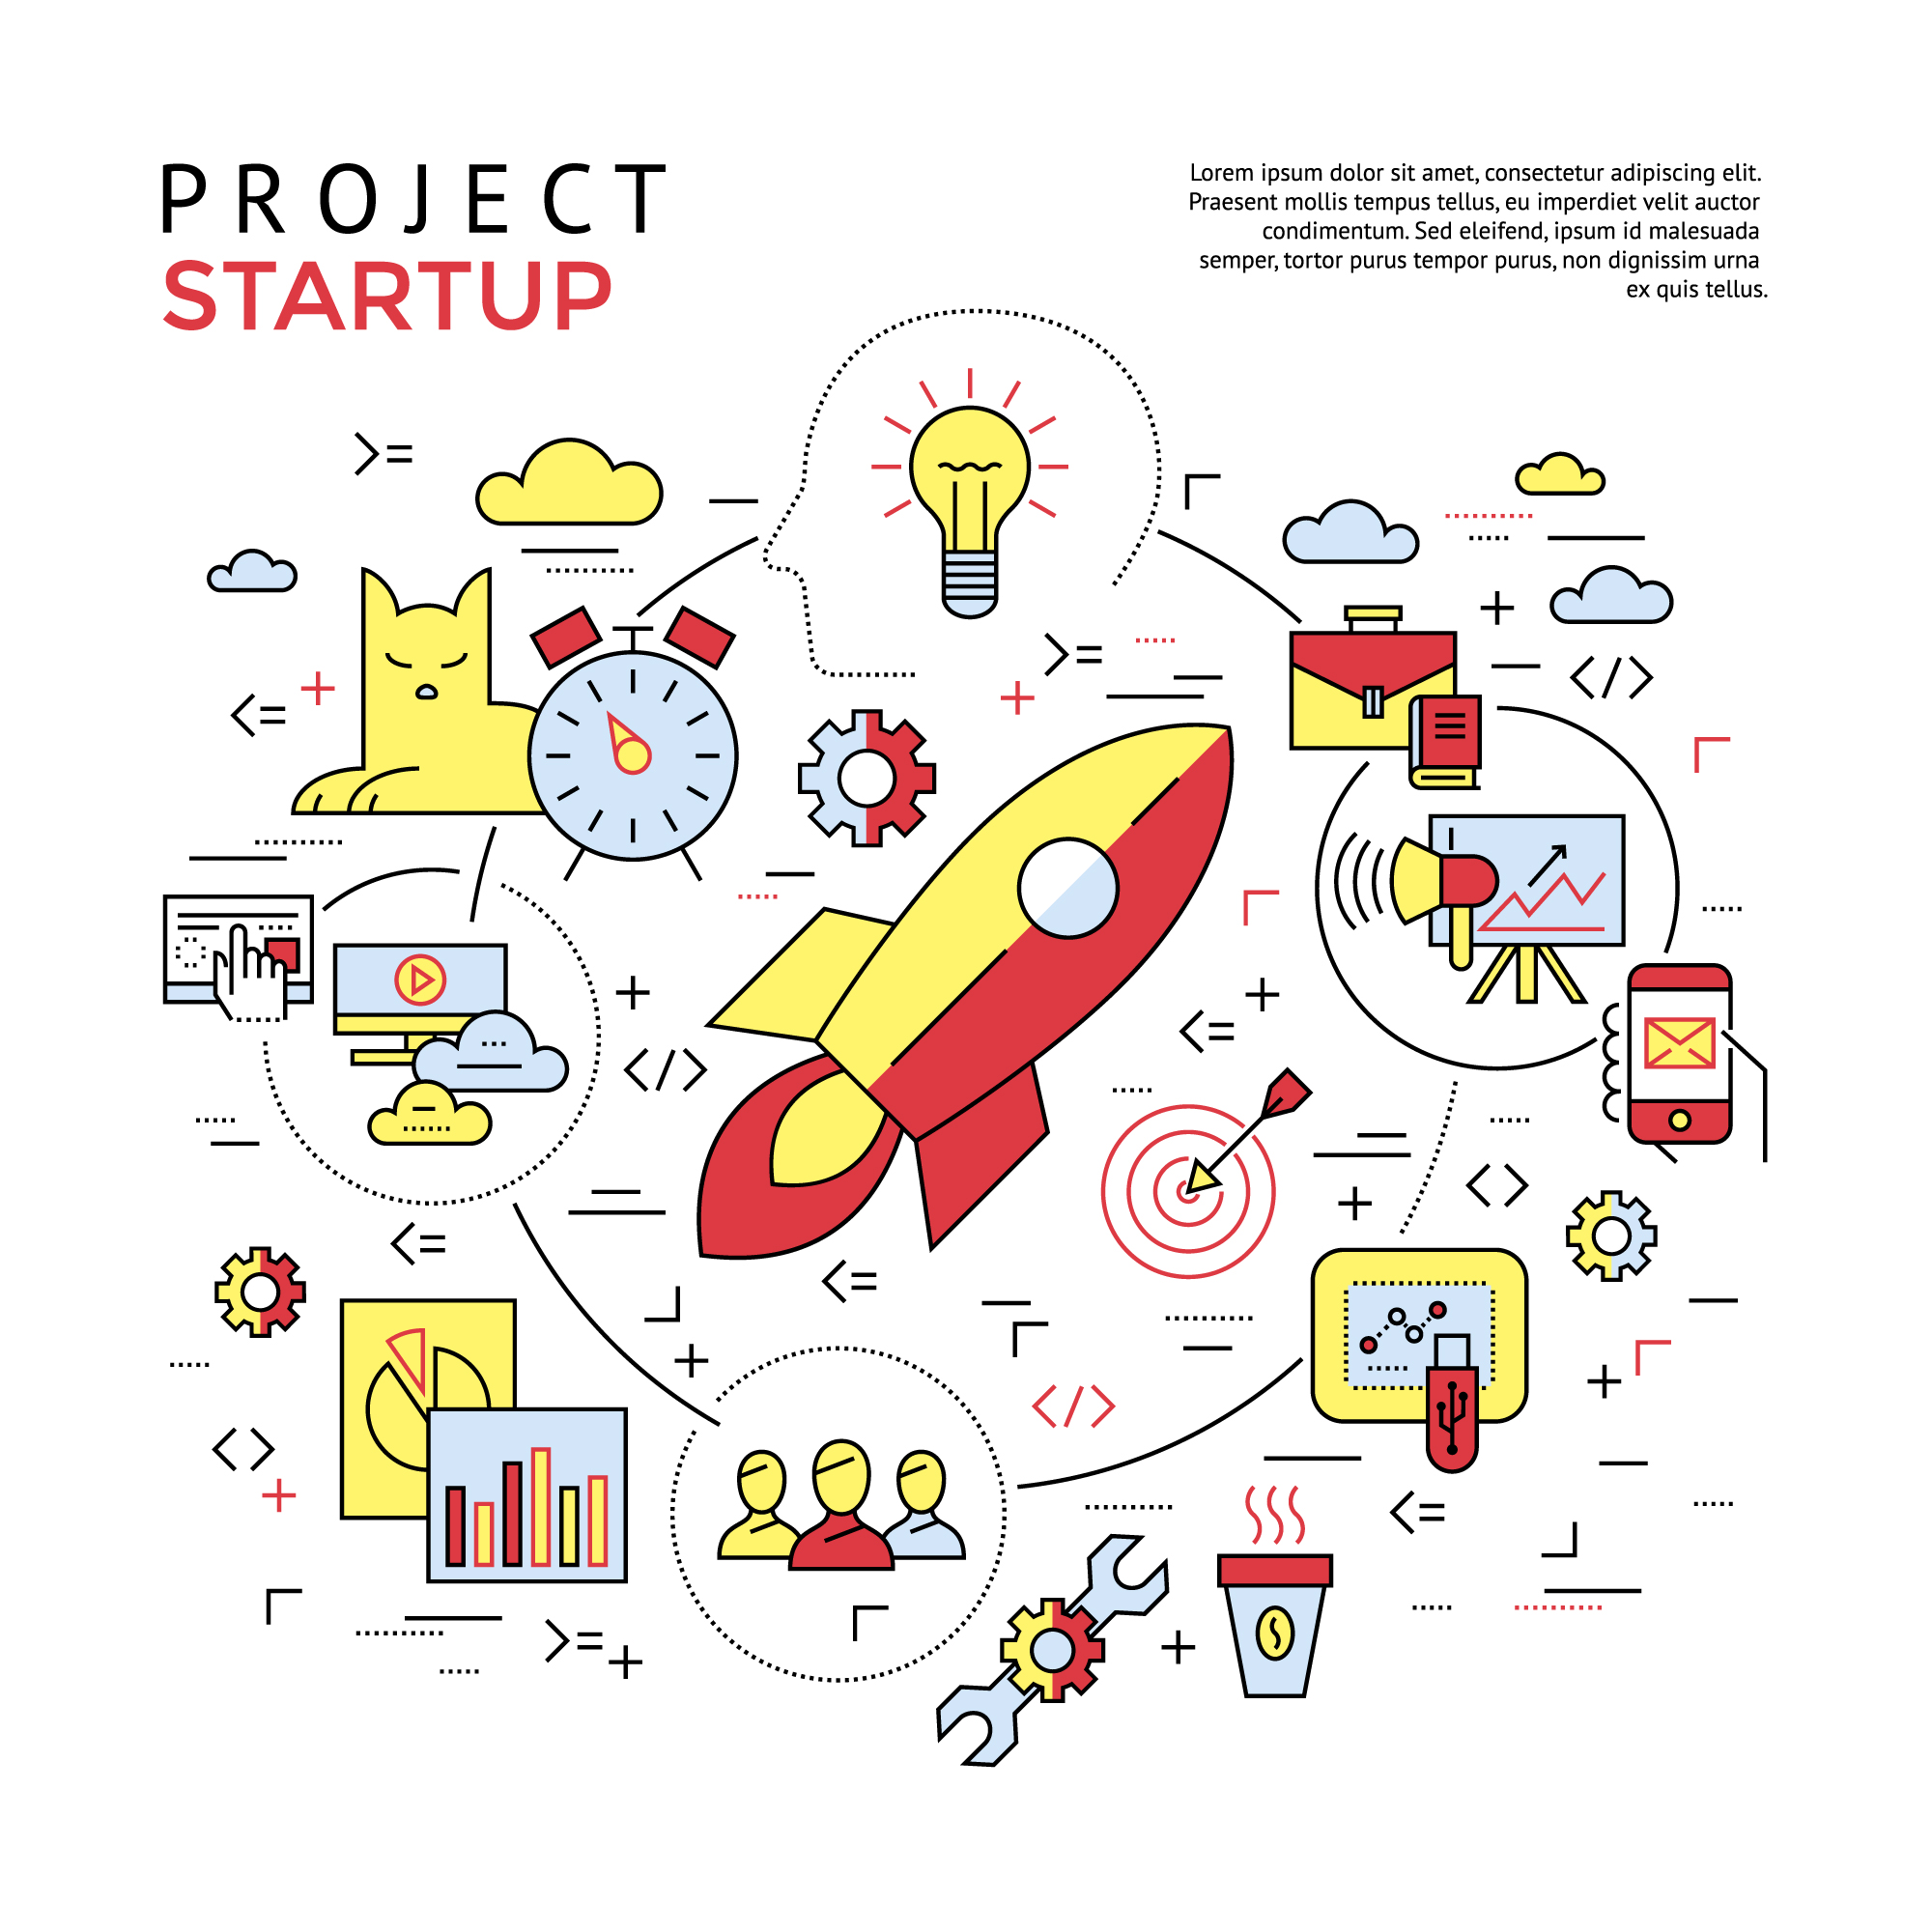 PROJECT
STARTUP
Lorem ipsum dolor sit amet, consectetur adipiscing elit.
Praesent mollis tempus tellus, eu imperdiet velit auctor
condimentum. Sed eleifend, ipsum id malesuada
semper, tortor purus tempor purus, non dignissim urna
ex quis tellus.
>=
<=
>=
</>
<=
</>
<>
<=
<=
</>
<>
<=
>=